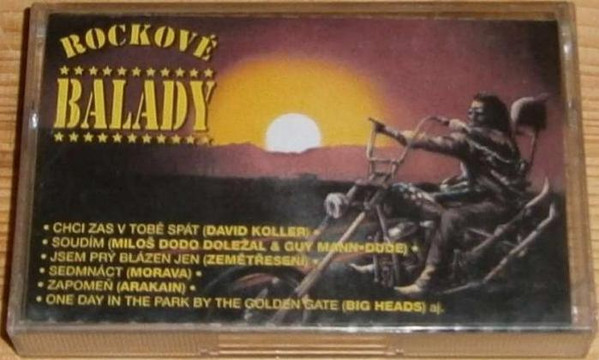 ROCKOVÉ
BALADY
• CHCI ZAS V TOBĚ SPÁT (DAVID KOLLER) •
• SOUDÍM (MILOŠ DODO DOLEŽAL & GUY MANN-DUDE) •
• JSEM PRÝ BLÁZEN JEN (ZEMĚTŘESENÍ) •
• SEDMNÁCT (MORAVA) •
• ZAPOMEŇ (ARAKAIN) •
• ONE DAY IN THE PARK BY THE GOLDEN GATE (BIG HEADS) aj.